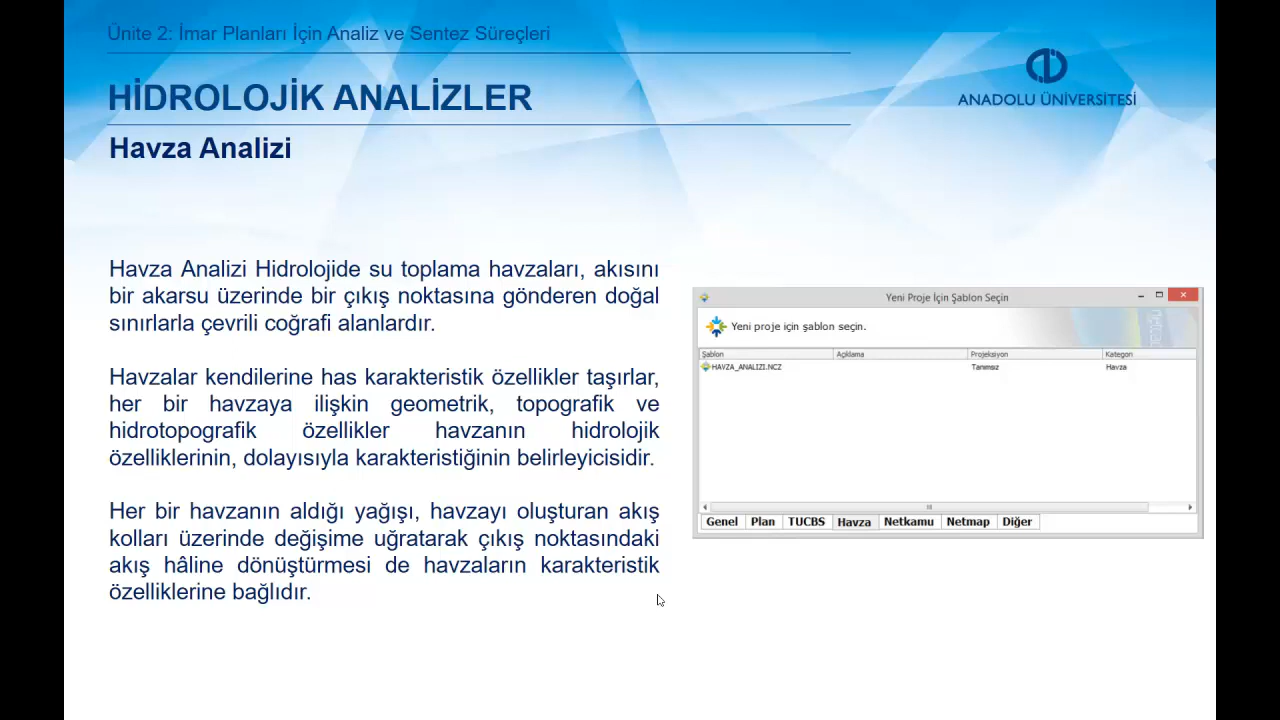 Ünite 2: İmar Planları İçin Analiz ve Sentez Süreçleri
HİDROLOJİK ANALİZLER
ANADOLU ÜNİVERSİTESİ
Havza Analizi
Havza Analizi Hidrolojide su toplama havzaları, akısını
bir akarsu üzerinde bir çıkış noktasına gönderen doğal
sınırlarla çevrili coğrafi alanlardır.
Havzalar kendilerine has karakteristik özellikler taşırlar,
her bir havzaya ilişkin geometrik, topografik ve
hidrotopografik özellikler havzanın hidrolojik
özelliklerinin, dolayısıyla karakteristiğinin belirleyicisidir.
Her bir havzanın aldığı yağışı, havzayı oluşturan akış
kolları üzerinde değişime uğratarak çıkış noktasındaki
akış hâline dönüştürmesi de havzaların karakteristik
özelliklerine bağlıdır.
Yeni Proje İçin Şablon Seçin
Yeni proje için şablon seçin.
Şablon Açıklama Projeksiyon Kategori
HAVZA_ANALIZI.NCZ Tanımsız Havza
Genel Plan TUCBS Havza Netkamu Netmap Diğer